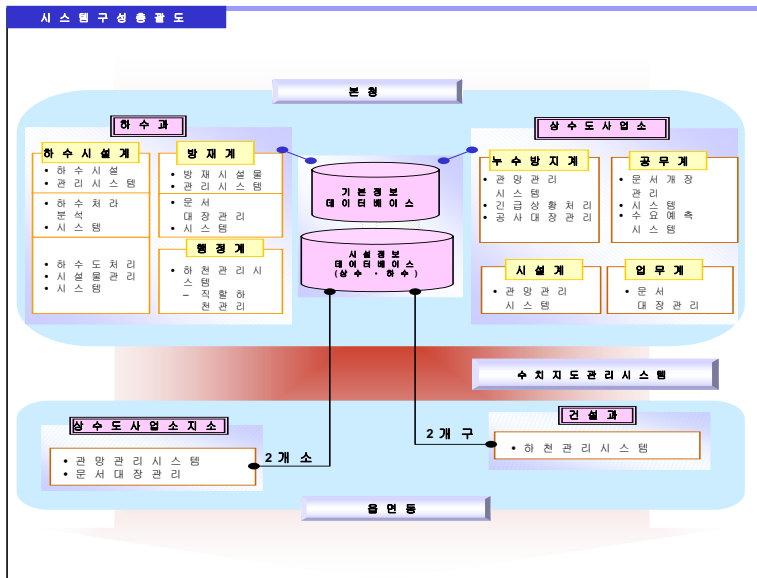 시스템구성총괄도
본청
하수과
하수시설계
• 하수시설
• 관리시스템
• 하수처라
분석
• 시스템
• 하수도처리
• 시설물관리
• 시스템
방재계
• 방재시설물
• 관리시스템
• 문서
대장관리
• 시스템
행정계
• 하천관리시
스템
– 직할하
천관리
기본정보
데이터베이스
시설정보
데이터베이스
(상수 · 하수)
상수도사업소
누수방지계
• 관망관리
시스템
• 긴급상황처리
• 공사대장관리
공무계
• 문서개장
관리
• 시스템
• 수요예측
시스템
시설계
• 관망관리
시스템
업무계
• 문서
대장관리
수치지도관리시스템
상수도사업소지소
• 관망관리시스템
• 문서대장관리
2개소
2개구
건설과
• 하천관리시스템
읍면동